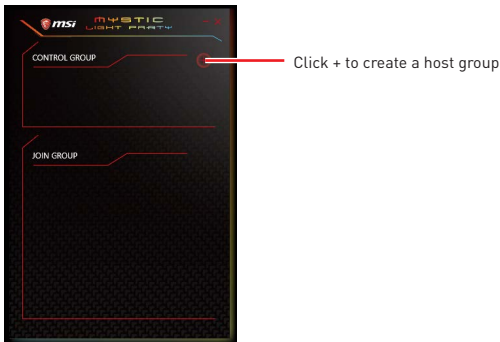 msi MYSTIC
LIGHT PARTY
CONTROL GROUP
Click + to create a host group
JOIN GROUP